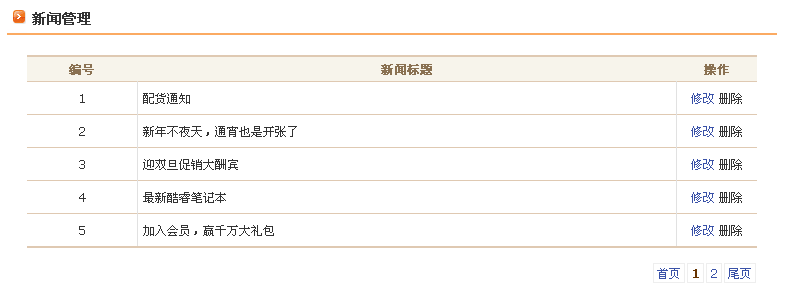 新闻管理
编号 新闻标题 操作
1 配货通知 修改 删除
2 新年不夜天，通宵也是开张了 修改 删除
3 迎双旦促销大酬宾 修改 删除
4 最新酷睿笔记本 修改 删除
5 加入会员，赢千万大礼包 修改 删除
首页 1 2 尾页